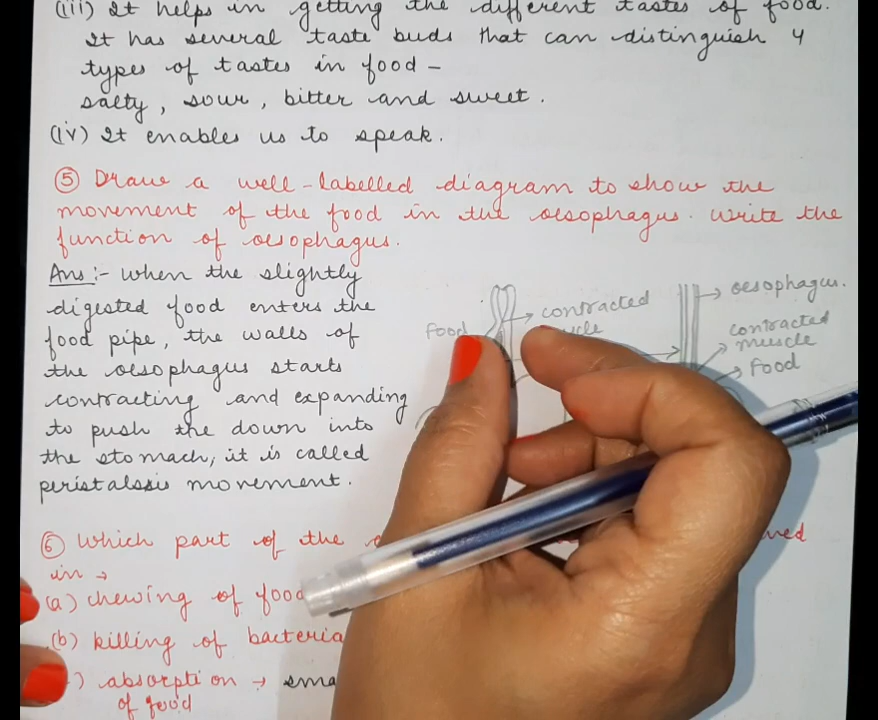 (iii) It helps in getting the different tastes of food.
It has several taste buds that can distinguish 4
types of tastes in food -
salty, sour, bitter and sweet.
(iv) It enables us to speak.
⑤ Draw a well-labelled diagram to show the
movement of the food in the oesophagus. Write the
function of oesophagus.
Ans :- When the slightly
digested food enters the
food pipe, the walls of
the oesophagus starts
contracting and expanding
to push the down into
the stomach, it is called
peristalsis movement.
Food
contracted
oesophagus.
contracted
muscle
Food
⑥ Which part of the
in →
(a) chewing of food
(b) killing of bacteria
absorption →
of food